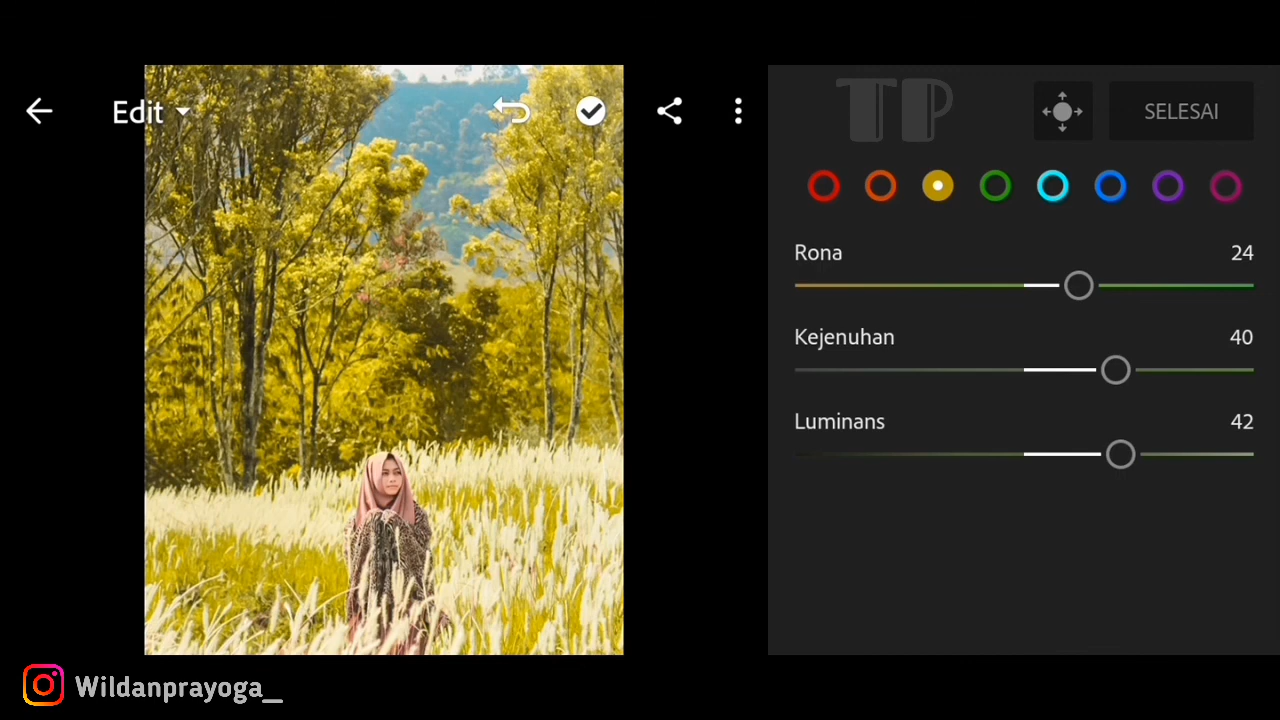 Edit
TP
SELESAI
Rona 24
Kejenuhan 40
Luminans 42
Wildanprayoga_